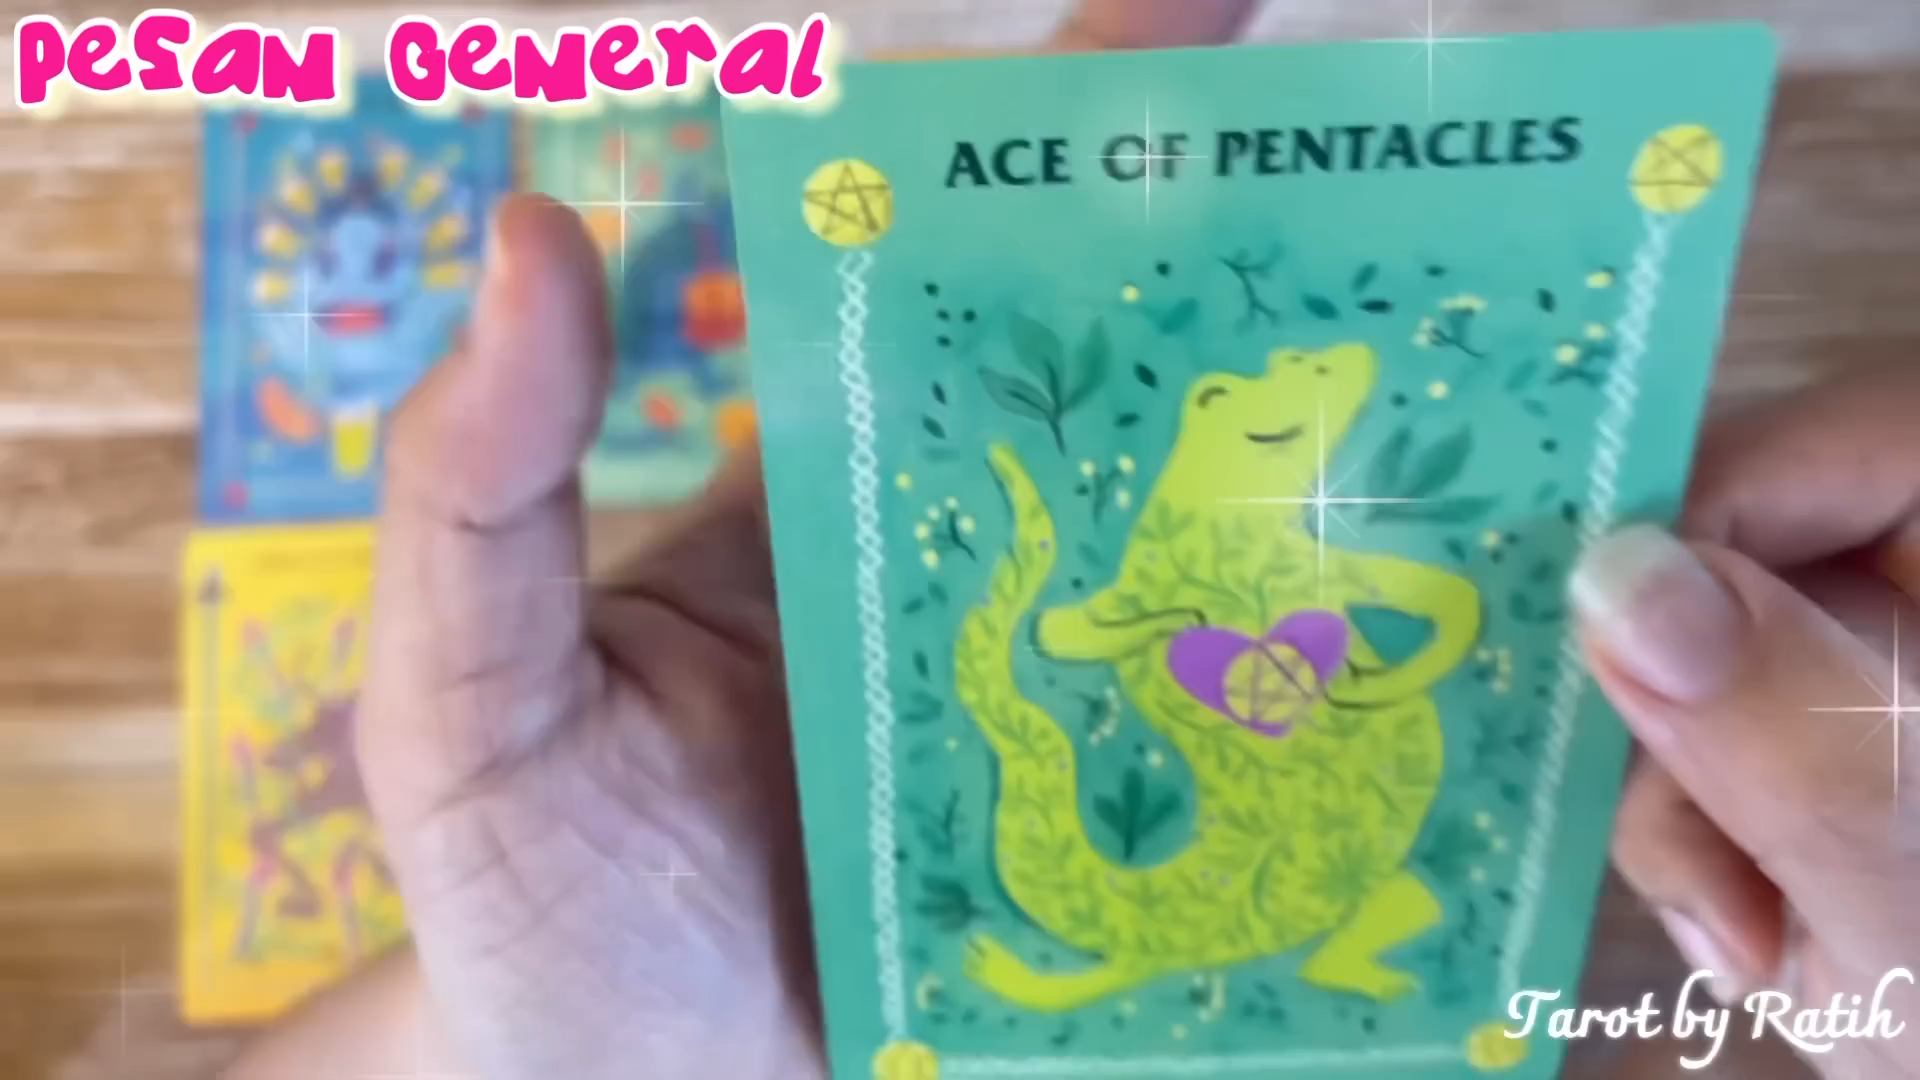 PESAN GENERAL
ACE OF PENTACLES
Tarot by Ratih